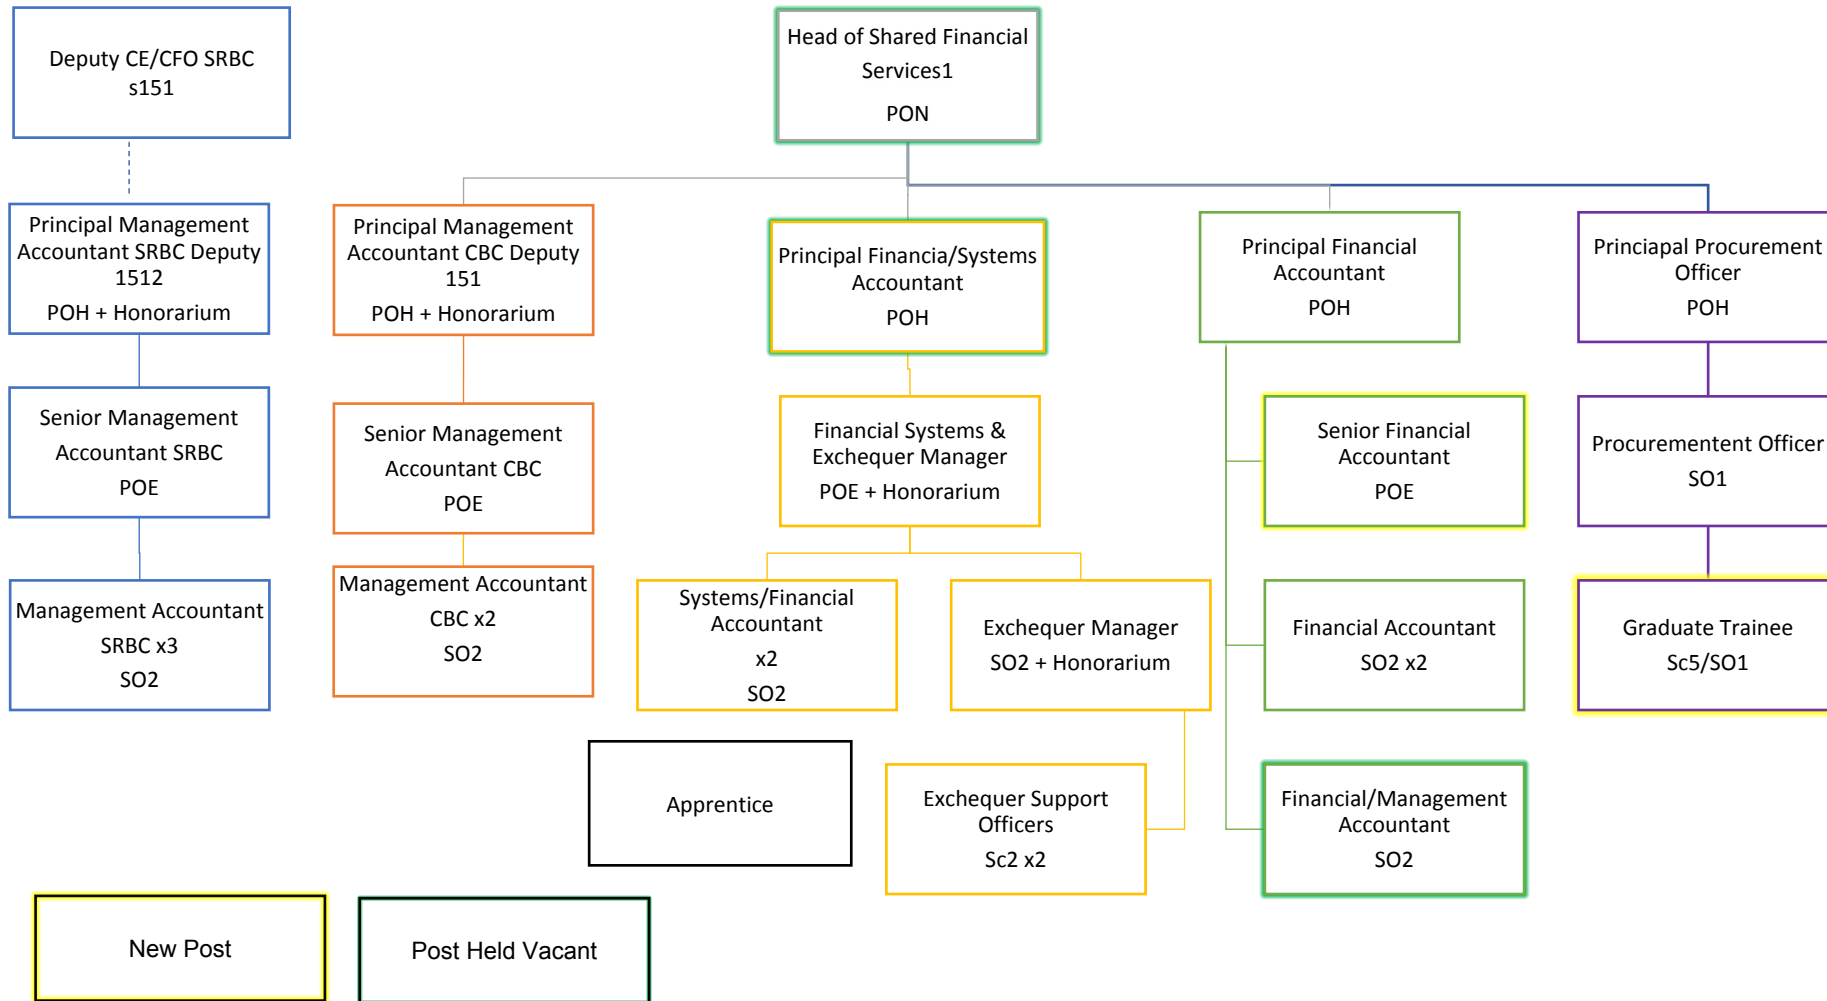 Deputy CE/CFO SRBC
s151
Head of Shared Financial
Services1
PON
Principal Management
Accountant SRBC Deputy
1512
POH + Honorarium
Principal Management
Accountant CBC Deputy
151
POH + Honorarium
Principal Financia/Systems
Accountant
POH
Principal Financial
Accountant
POH
Princiapal Procurement
Officer
POH
Senior Management
Accountant SRBC
POE
Senior Management
Accountant CBC
POE
Financial Systems &
Exchequer Manager
POE + Honorarium
Senior Financial
Accountant
POE
Procurementent Officer
SO1
Management Accountant
SRBC x3
SO2
Management Accountant
CBC x2
SO2
Systems/Financial
Accountant
x2
SO2
Exchequer Manager
SO2 + Honorarium
Financial Accountant
SO2 x2
Graduate Trainee
Sc5/SO1
Apprentice
Exchequer Support
Officers
Sc2 x2
Financial/Management
Accountant
SO2
New Post
Post Held Vacant